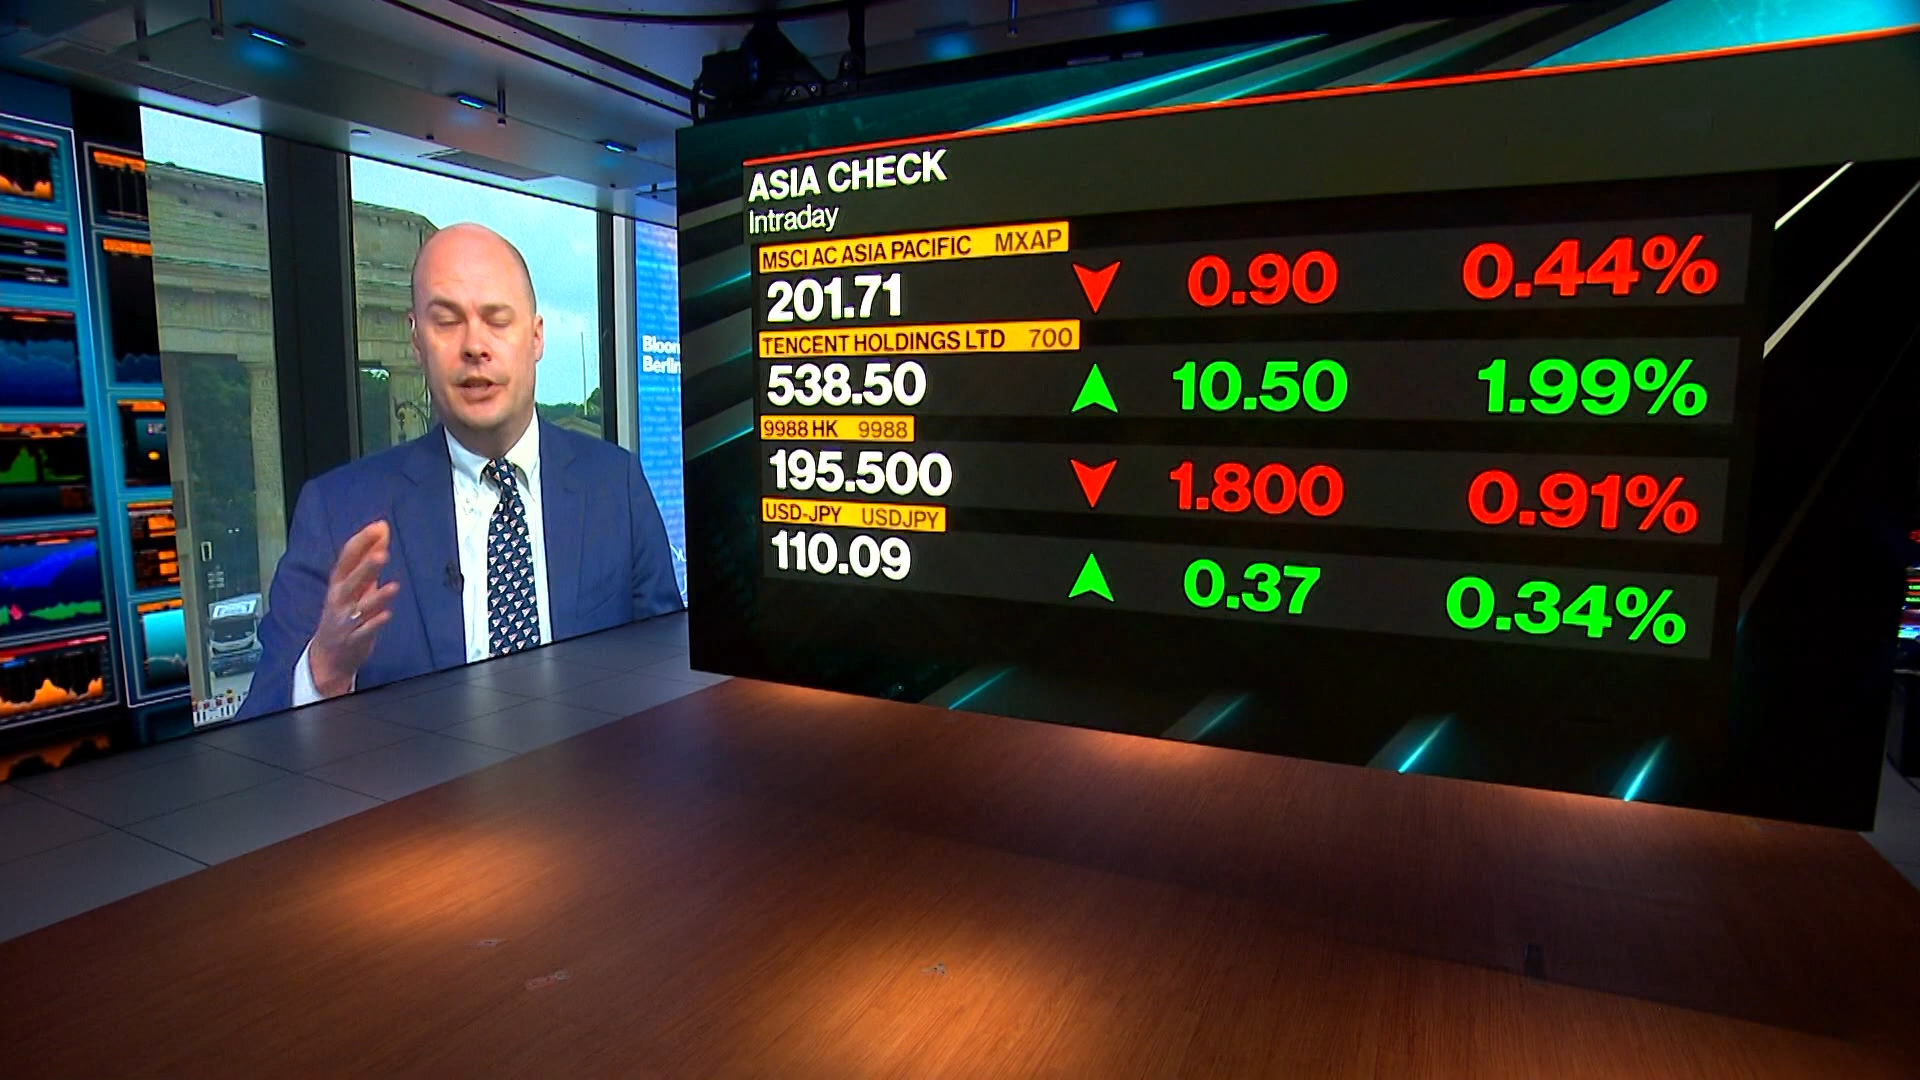 ASIA CHECK
Intraday
MSCI AC ASIA PACIFIC MXAP
201.71 0.90 0.44%
TENCENT HOLDINGS LTD 700
538.50 10.50 1.99%
9988 HK 9988
195.500 1.800 0.91%
USD-JPY USDJPY
110.09 0.37 0.34%
Bloom
Berlin